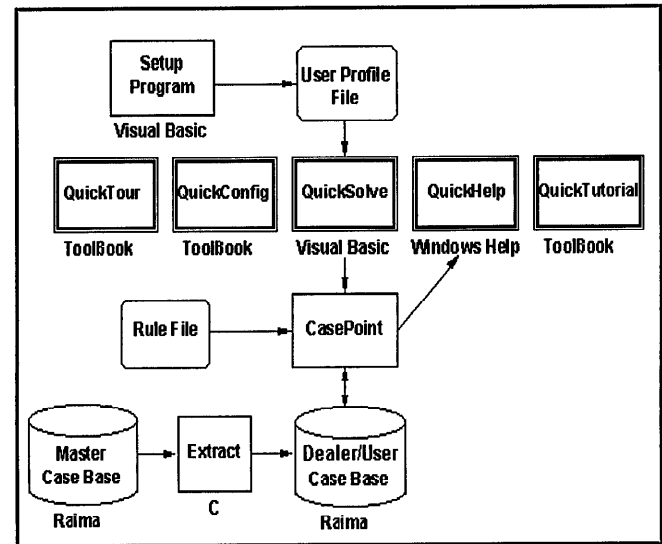 Setup
Program
Visual Basic
User Profile
File
QuickTour
ToolBook
QuickConfig
ToolBook
QuickSolve
Visual Basic
QuickHelp
Windows Help
QuickTutorial
ToolBook
Rule File
CasePoint
Master
Case Base
Raima
Extract
C
Dealer/User
Case Base
Raima